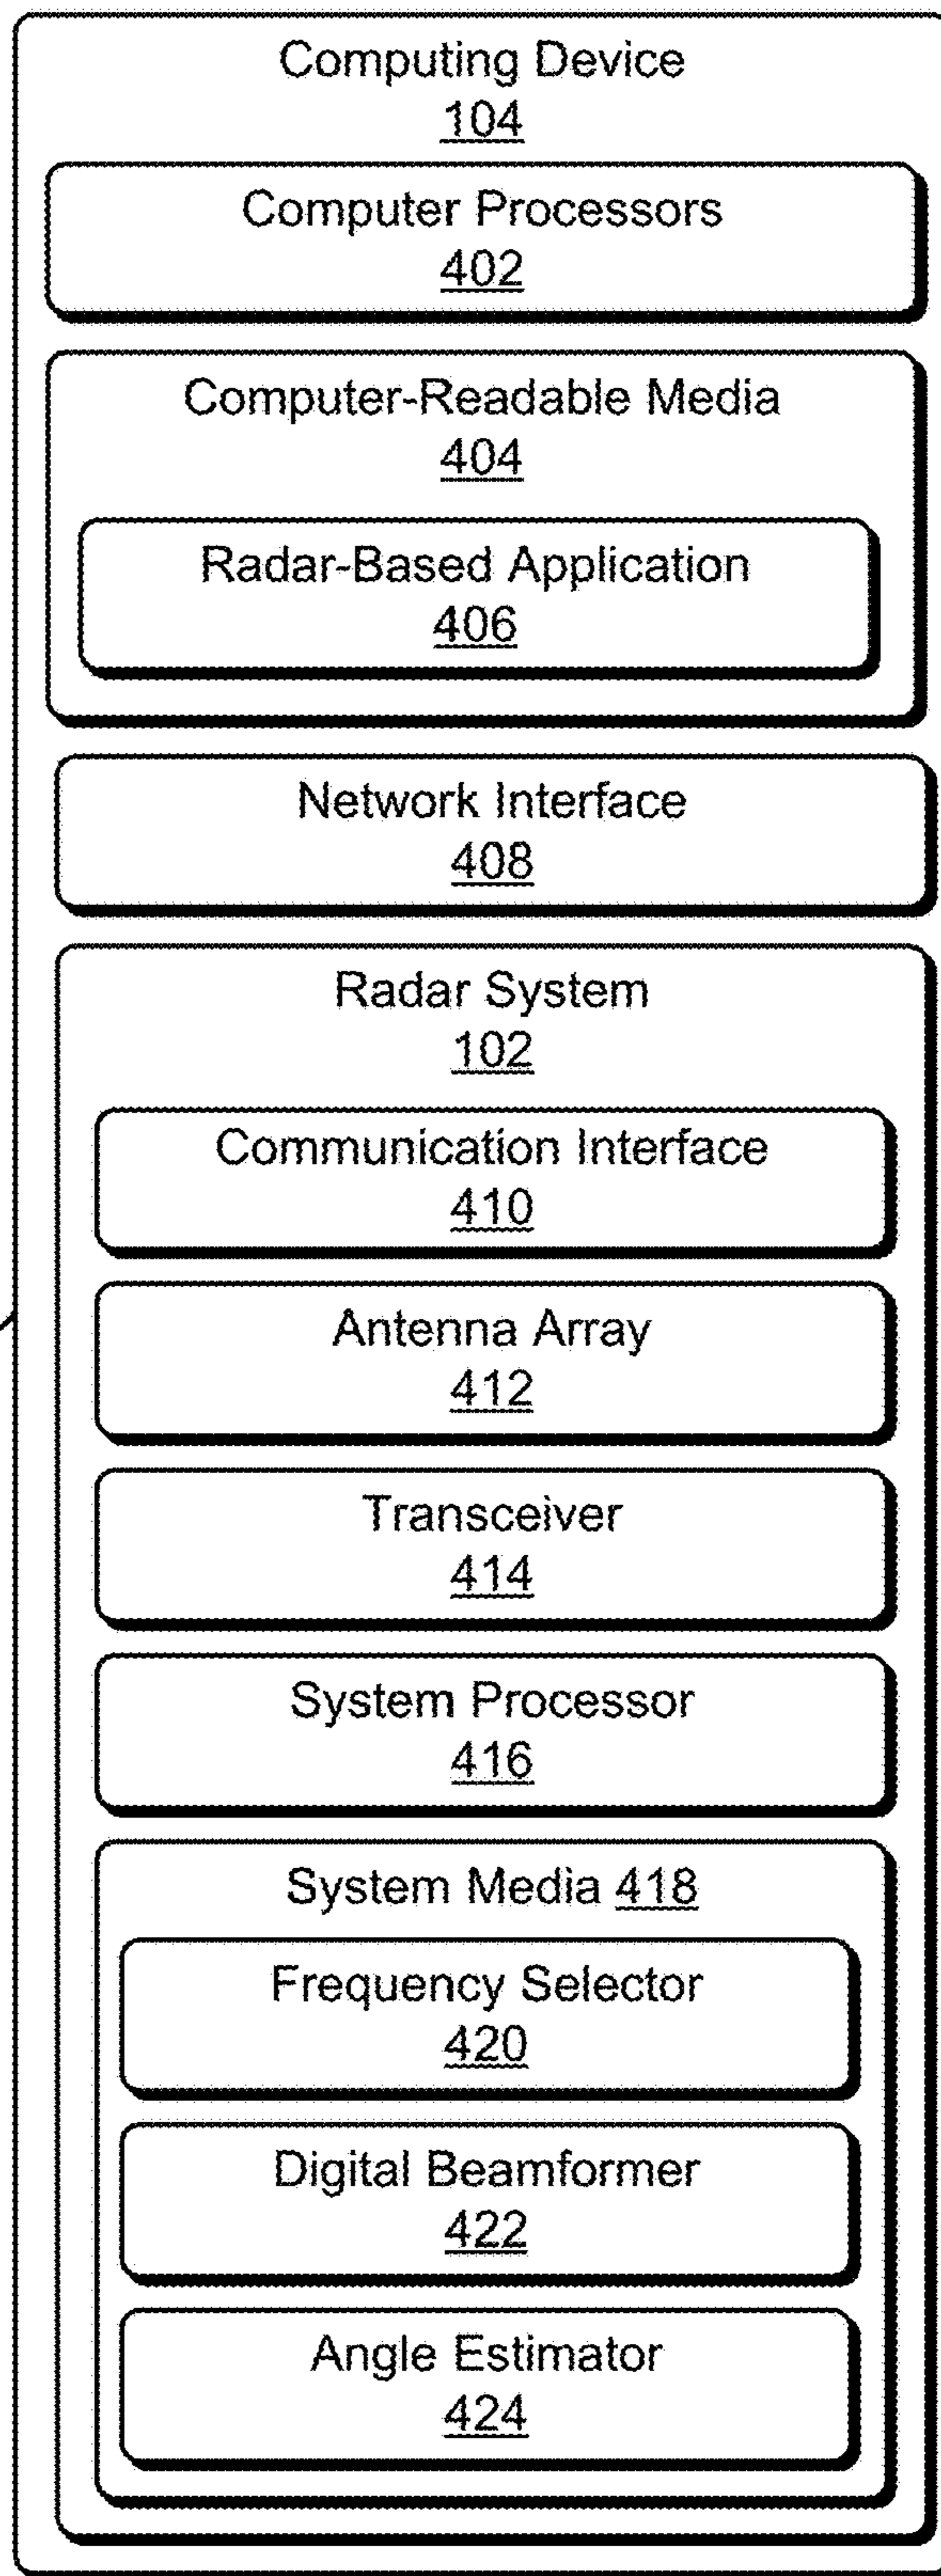 Computing Device
104
Computer Processors
402
Computer-Readable Media
404
Radar-Based Application
406
Network Interface
408
Radar System
102
Communication Interface
410
Antenna Array
412
Transceiver
414
System Processor
416
System Media 418
Frequency Selector
420
Digital Beamformer
422
Angle Estimator
424